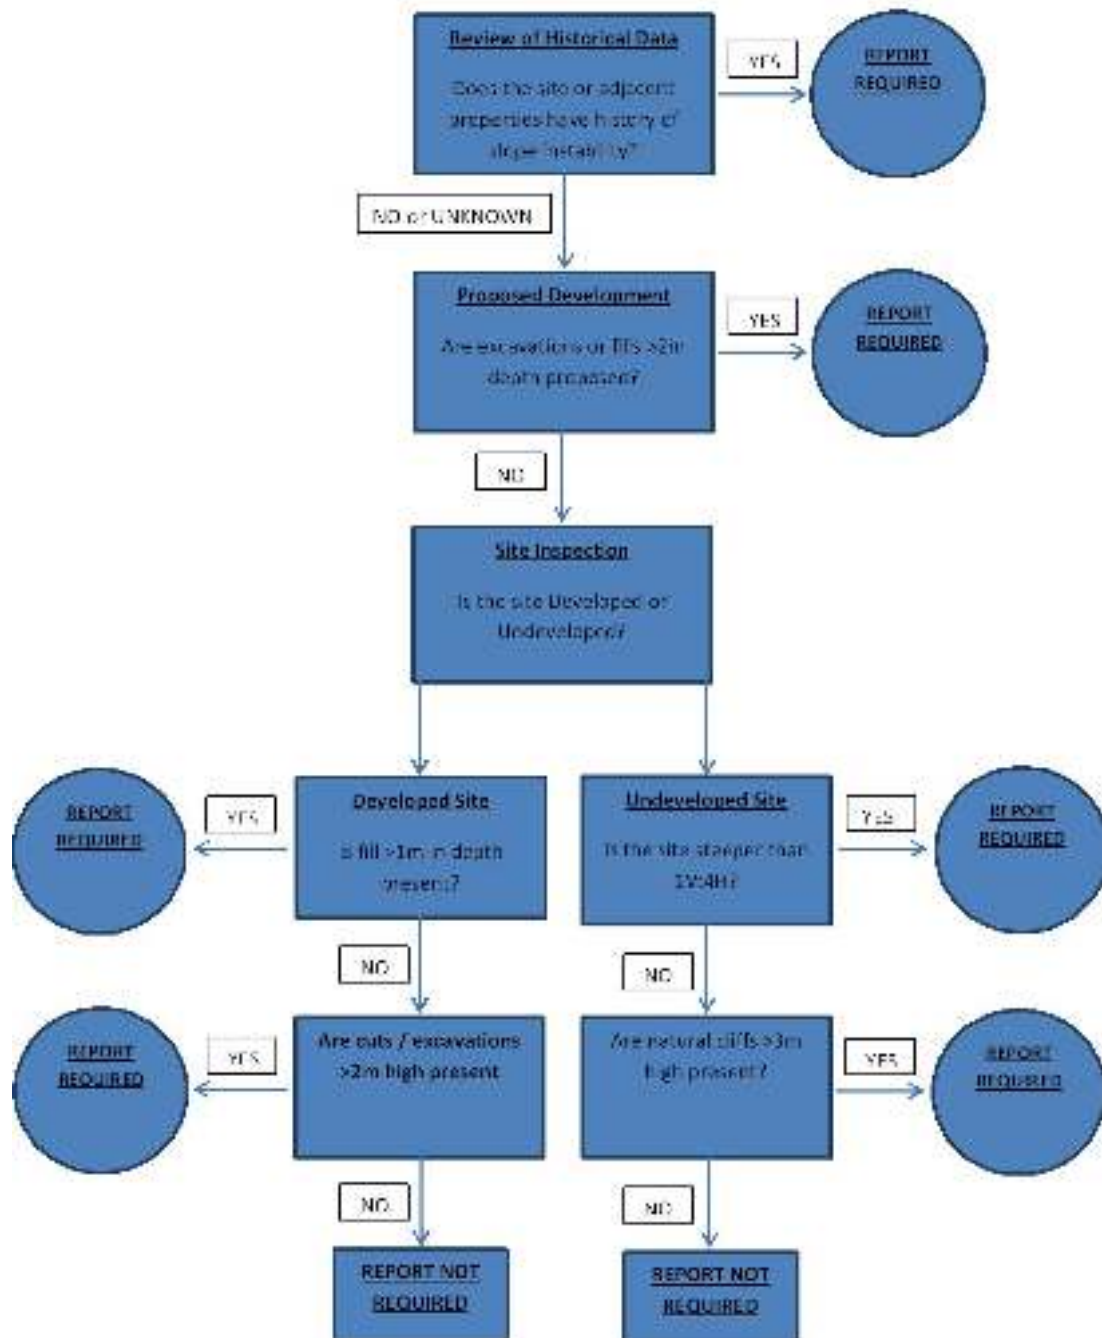 Review of Historical Data
Does the site or adjacent
properties have history of
slope instability?
YES
REPORT
REQUIRED
NO or UNKNOWN
Proposed Development
Are excavations or fills >2m
depth proposed?
YES
REPORT
REQUIRED
NO
Site Inspection
Is the site Developed or
Undeveloped?
REPORT
REQUIRED
YES
Developed Site
Is fill >1m in depth
present?
Undeveloped Site
Is the site steeper than
1V:4H?
YES
REPORT
REQUIRED
NO
NO
REPORT
REQUIRED
YES
Are cuts / excavations
>2m high present
Are natural cliffs >3m
high present?
YES
REPORT
REQUIRED
NO
NO
REPORT NOT
REQUIRED
REPORT NOT
REQUIRED